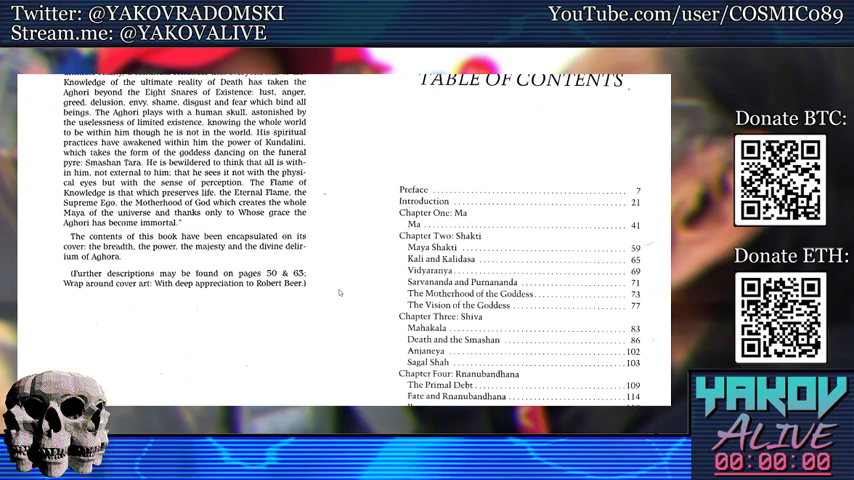 Twitter: @YAKOVRADOMSKI
Stream.me: @YAKOVALIVE
YouTube.com/user/COSMIC089
Knowledge of the ultimate reality of Death has taken the
Aghori beyond the Eight Snares of Existence: lust, anger,
greed, delusion, envy, shame, disgust and fear which bind all
beings. The Aghori plays with a human skull, astonished by
the uselessness of limited existence, knowing the whole world
to be within him though he is not in the world. His spiritual
practices have awakened within him the power of Kundalini,
which takes the form of the goddess dancing on the funeral
pyre: Smashan Tara. He is bewildered to think that all is with-
in him, not external to him; that he sees it not with the physi-
cal eyes but with the sense of perception. The Flame of
Knowledge is that which preserves life, the Eternal Flame, the
Supreme Ego, the Motherhood of God which creates the whole
Maya of the universe and thanks only to Whose grace the
Aghori has become immortal."
The contents of this book have been encapsulated on its
cover: the breadth, the power, the majesty and the divine delir-
ium of Aghora.
(Further descriptions may be found on pages 50 & 63;
Wrap around cover art: With deep appreciation to Robert Beer.)
TABLE OF CONTENTS
Preface 7
Introduction 21
Chapter One: Ma
Ma 41
Chapter Two: Shakti
Maya Shakti 59
Kali and Kalidasa 65
Vidyaranya 69
Sarvananda and Purnananda 71
The Motherhood of the Goddess 73
The Vision of the Goddess 77
Chapter Three: Shiva
Mahakala 83
Death and the Smashan 86
Anjaneya 102
Sagal Shah 103
Chapter Four: Rnanubandhana
The Primal Debt 109
Fate and Rnanubandhana 114
Donate BTC:
Donate ETH:
YAKOV
ALIVE
00:00:00